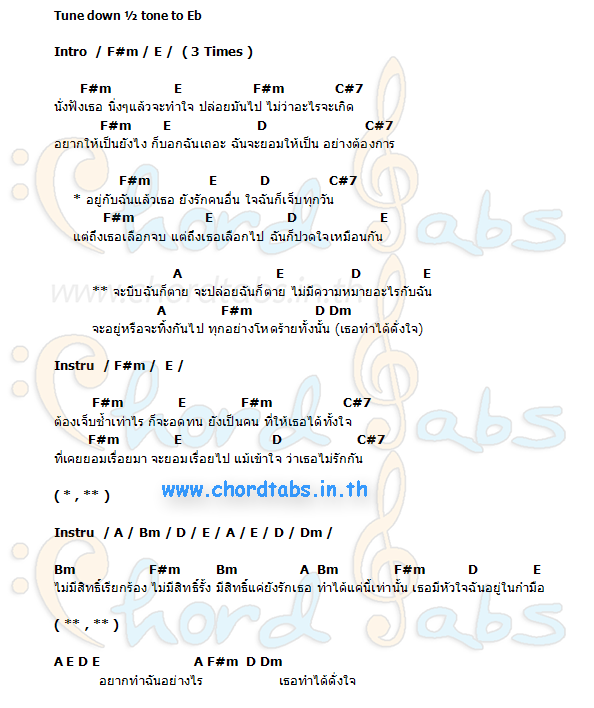 Tune down ½ tone to Eb
Intro / F#m / E / ( 3 Times )
F#m E F#m C#7
นั่งฟังเธอ นิ่งๆแล้วจะทำใจ ปล่อยมันไป ไม่ว่าอะไรจะเกิด
F#m E D C#7
อยากให้เป็นยังไง ก็บอกฉันเถอะ ฉันจะยอมให้เป็น อย่างต้องการ
F#m E D C#7
* อยู่กับฉันแล้วเธอ ยังรักคนอื่น ใจฉันก็เจ็บทุกวัน
F#m E D E
แต่ถึงเธอเลือกจบ แต่ถึงเธอเลือกไป ฉันก็ปวดใจเหมือนกัน
A E D E
** จะบีบฉันก็ตาย จะปล่อยฉันก็ตาย ไม่มีความหมายอะไรกับฉัน
A F#m D Dm
จะอยู่หรือจะทิ้งกันไป ทุกอย่างโหดร้ายทั้งนั้น (เธอทำได้ดั่งใจ)
Instru / F#m / E /
F#m E F#m C#7
ต้องเจ็บช้ำเท่าไร ก็จะอดทน ยังเป็นคน ที่ให้เธอได้ทั้งใจ
F#m E D C#7
ที่เคยยอมเรื่อยมา จะยอมเรื่อยไป แม้เข้าใจ ว่าเธอไม่รักกัน
( * , ** )
www.chordtabs.in.th
Instru / A / Bm / D / E / A / E / D / Dm /
Bm F#m Bm A Bm F#m D E
ไม่มีสิทธิ์เรียกร้อง ไม่มีสิทธิ์รั้ง มีสิทธิ์แค่ยังรักเธอ ทำได้แค่นี้เท่านั้น เธอมีหัวใจฉันอยู่ในกำมือ
( ** , ** )
A E D E A F#m D Dm
อยากทำฉันอย่างไร เธอทำได้ดั่งใจ